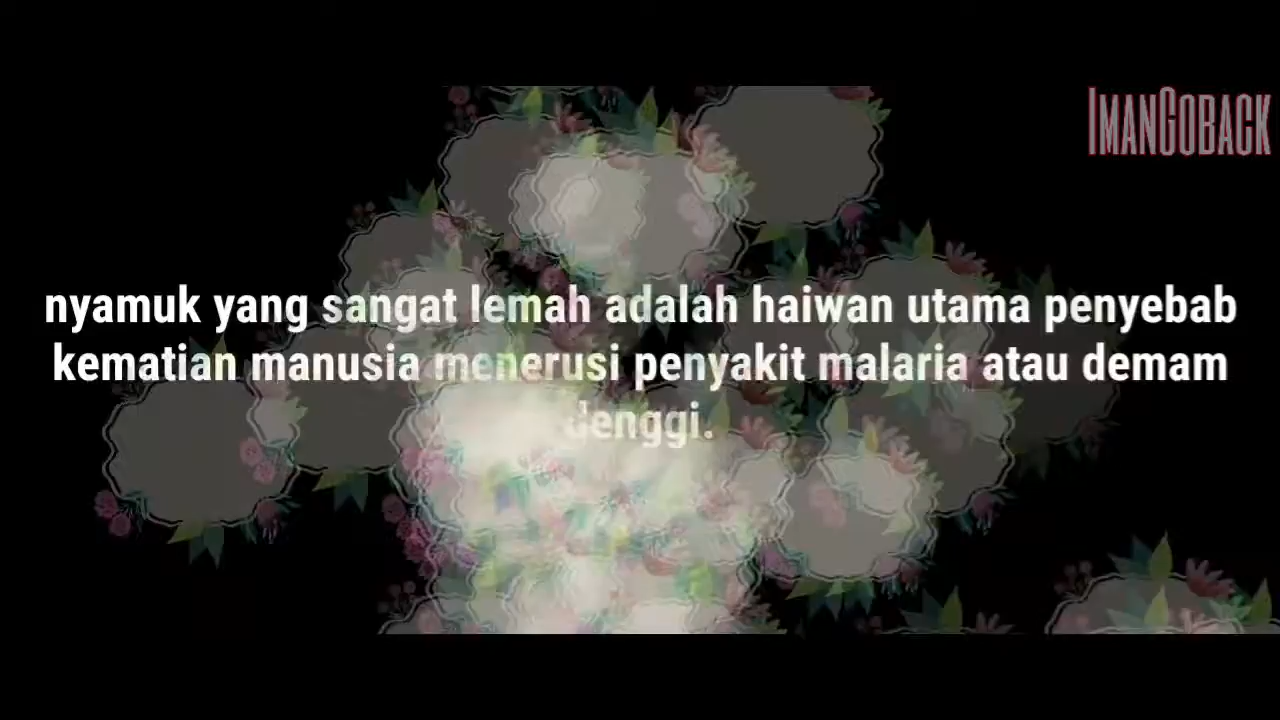 ImanGoback
nyamuk yang sangat lemah adalah haiwan utama penyebab
kematian manusia menerusi penyakit malaria atau demam
denggi.